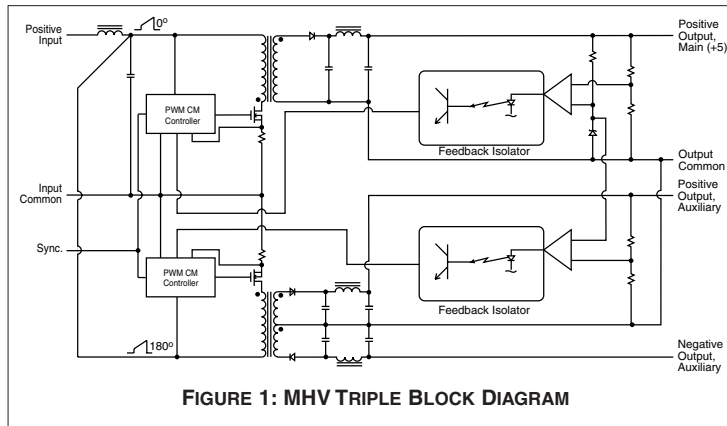 Positive
Input
0°
Positive
Output,
Main (+5)
PWM CM
Controller
Feedback Isolator
Output
Common
Input
Common
Positive
Output,
Auxiliary
Sync.
PWM CM
Controller
Feedback Isolator
180°
Negative
Output,
Auxiliary
FIGURE 1: MHV TRIPLE BLOCK DIAGRAM